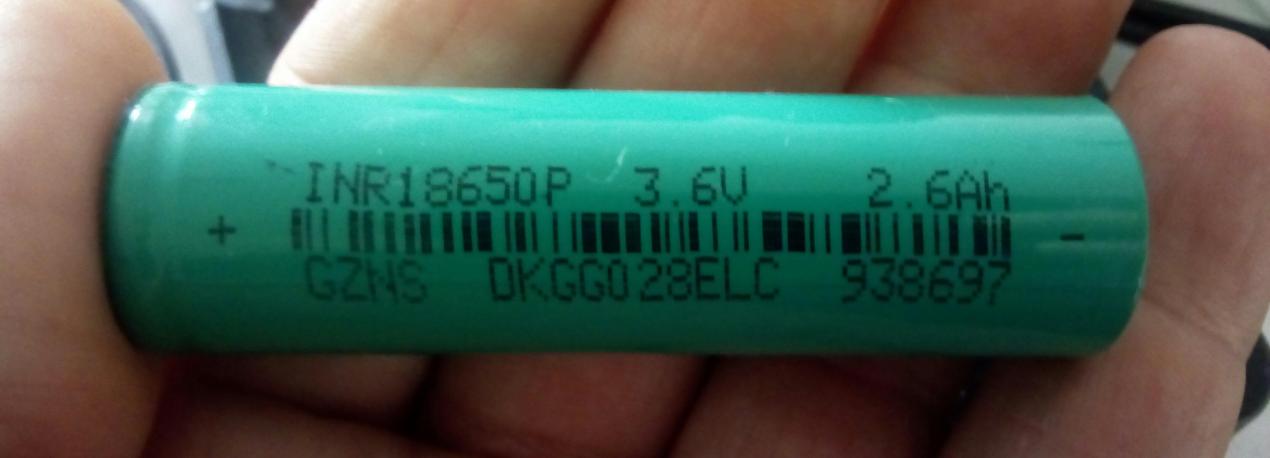 INR18650P 3.6V 2.6Ah
+ -
GZNS DKGG028ELC 938697